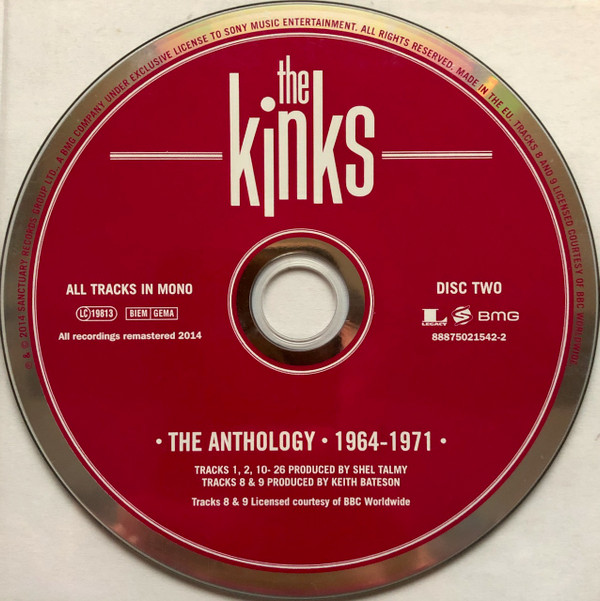 ℗ & © 2014 SANCTUARY RECORDS GROUP LTD., A BMG COMPANY UNDER EXCLUSIVE LICENSE TO SONY MUSIC ENTERTAINMENT. ALL RIGHTS RESERVED. MADE IN THE EU. TRACKS 8 AND 9 LICENSED COURTESY OF BBC WORLDWIDE.
the
kinks
ALL TRACKS IN MONO
LC 19813 BIEM GEMA
All recordings remastered 2014
DISC TWO
L LEGACY S BMG
88875021542-2
• THE ANTHOLOGY • 1964-1971 •
TRACKS 1, 2, 10- 26 PRODUCED BY SHEL TALMY
TRACKS 8 & 9 PRODUCED BY KEITH BATESON
Tracks 8 & 9 Licensed courtesy of BBC Worldwide